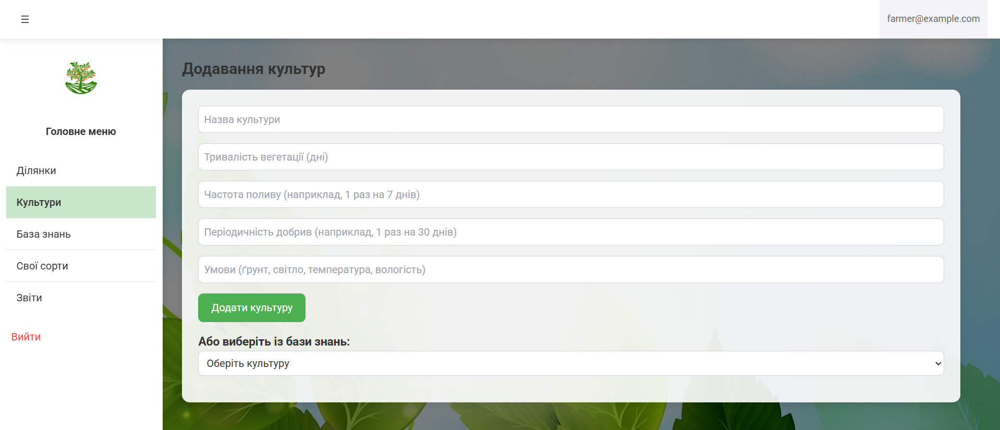 ☰
farmer@example.com
Головне меню
Ділянки
Культури
База знань
Свої сорти
Звіти
Вийти
Додавання культур
Назва культури
Тривалість вегетації (дні)
Частота поливу (наприклад, 1 раз на 7 днів)
Періодичність добрив (наприклад, 1 раз на 30 днів)
Умови (ґрунт, світло, температура, вологість)
Додати культуру
Або виберіть із бази знань:
Оберіть культуру